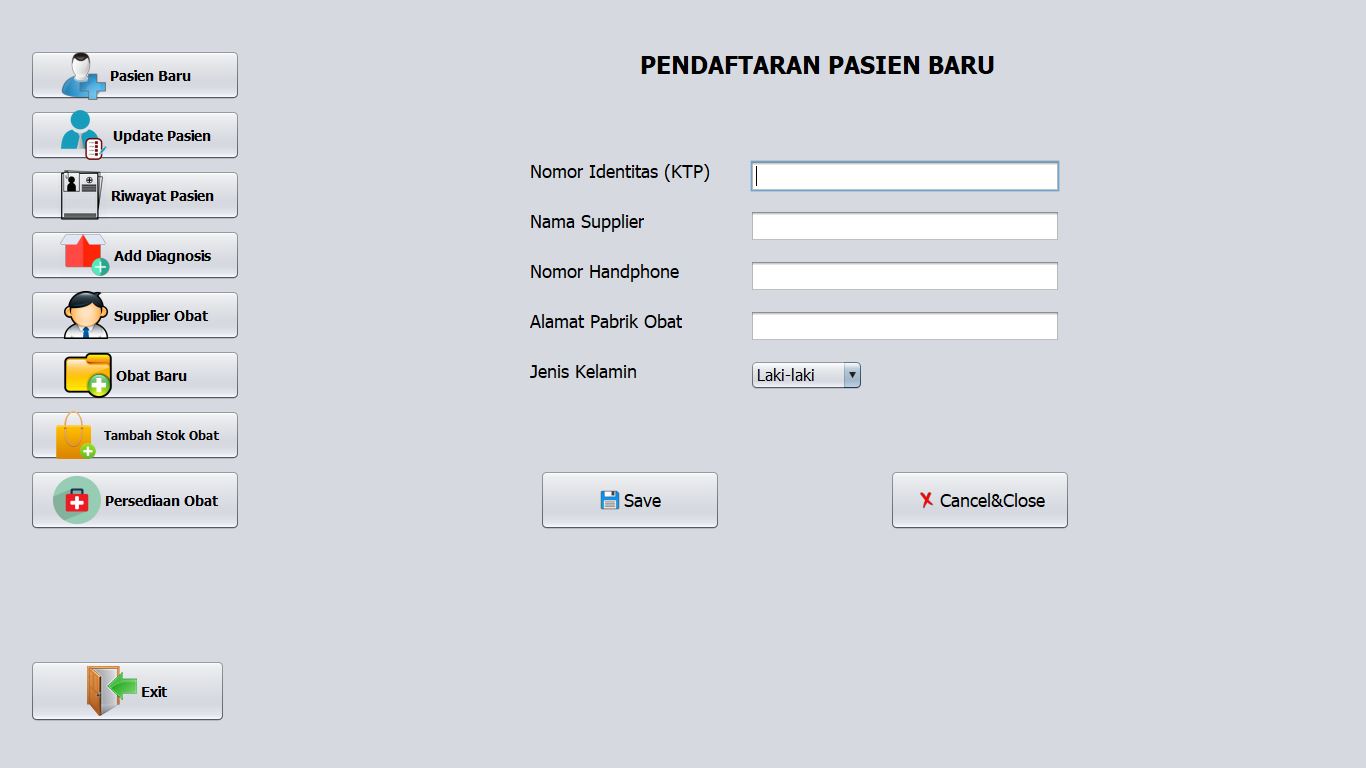 Pasien Baru
Update Pasien
Riwayat Pasien
Add Diagnosis
Supplier Obat
Obat Baru
Tambah Stok Obat
Persediaan Obat
Exit
PENDAFTARAN PASIEN BARU
Nomor Identitas (KTP)
Nama Supplier
Nomor Handphone
Alamat Pabrik Obat
Jenis Kelamin Laki-laki
Save Cancel&Close